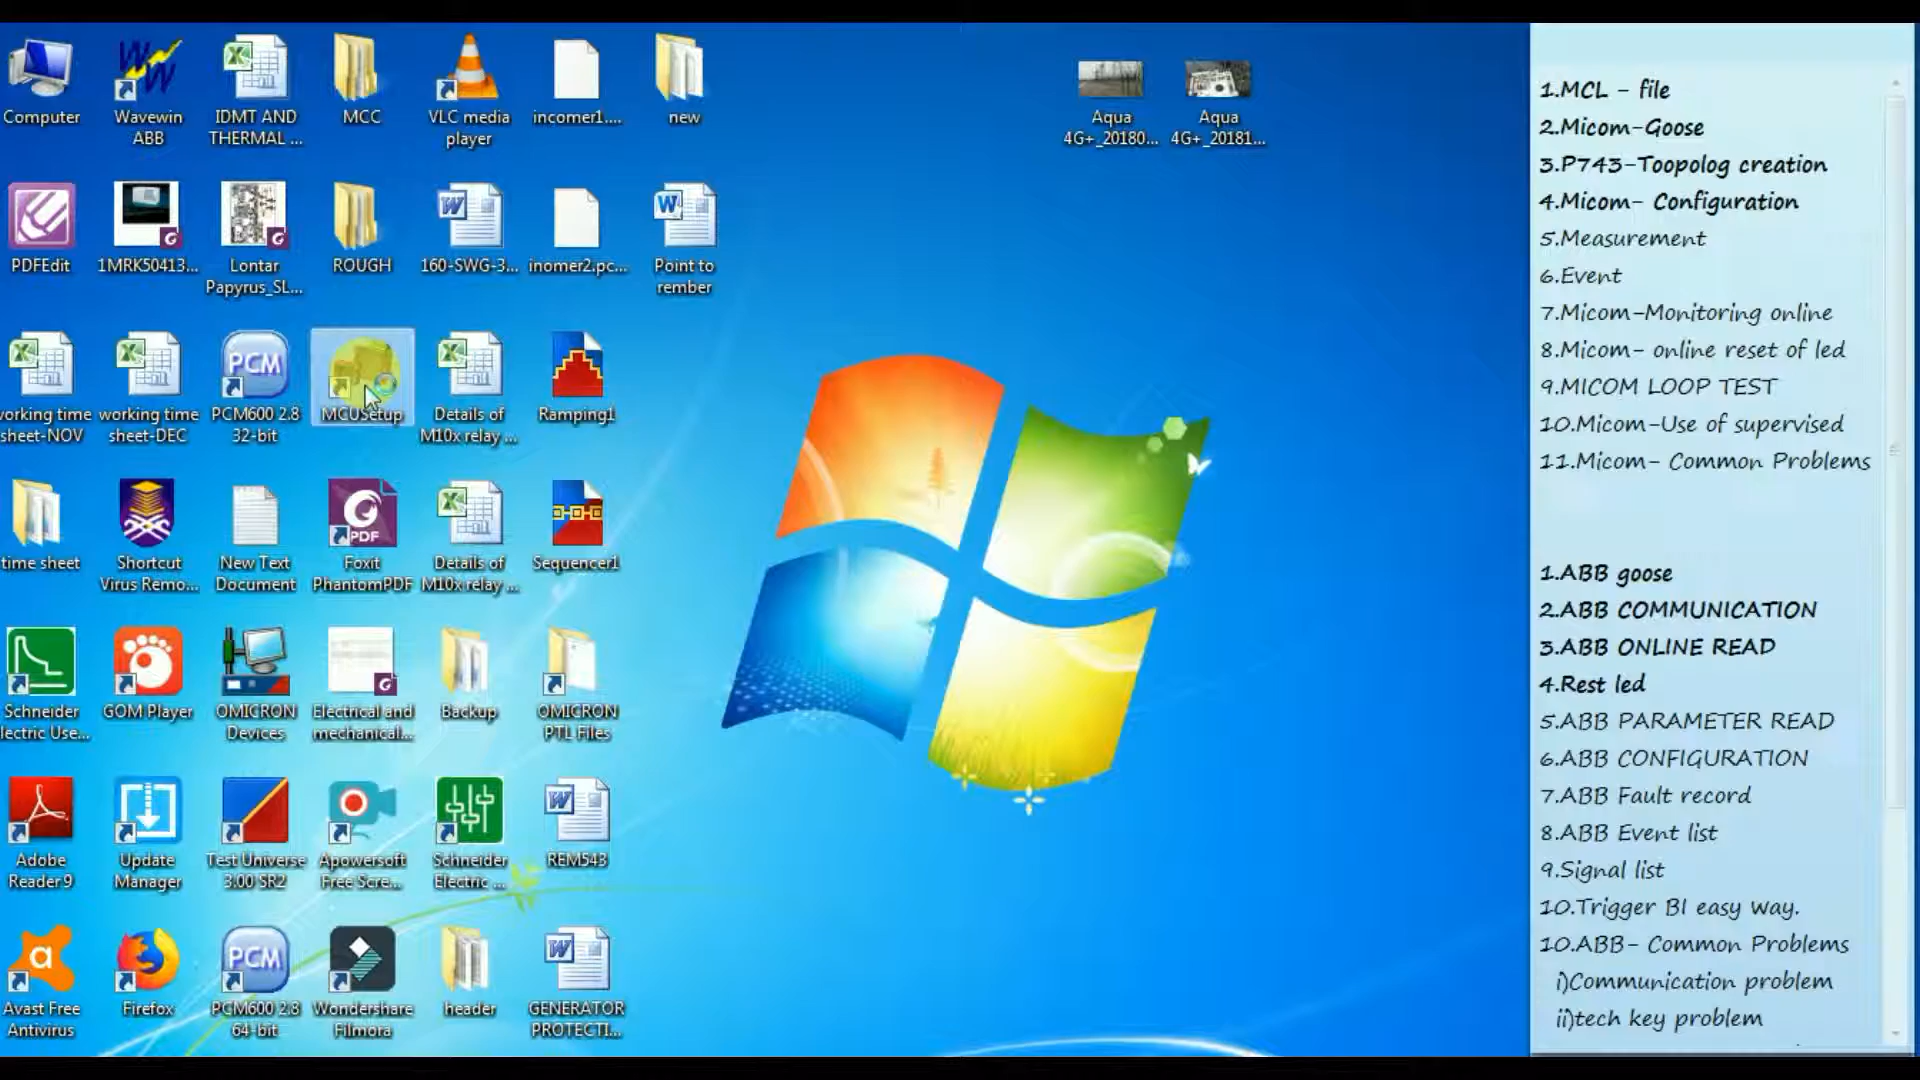 Computer
Wavewin
ABB
IDMT AND
THERMAL ...
MCC
VLC media
player
incomer1....
new
Aqua
4G+_20180...
Aqua
4G+_20181...
PDFEdit
1MRK50413...
Lontar
Papyrus_SL...
ROUGH
160-SWG-3...
inomer2.pc...
Point to
rember
working time
sheet-NOV
working time
sheet-DEC
PCM
PCM600 2.8
32-bit
MCUSetup
Details of
M10x relay ...
Ramping1
time sheet
Shortcut
Virus Remo...
New Text
Document
PDF
Foxit
PhantomPDF
Details of
M10x relay ...
Sequencer1
Schneider
lectric Use...
GOM Player
OMICRON
Devices
Electrical and
mechanical...
Backup
OMICRON
PTL Files
Adobe
Reader 9
Update
Manager
Test Universe
3.00 SR2
Apowersoft
Free Scre...
Schneider
Electric ...
REM543
Avast Free
Antivirus
Firefox
PCM
PCM600 2.8
64-bit
Wondershare
Filmora
header
GENERATOR
PROTECTI...
1.MCL - file
2.Micom-Goose
3.P743-Toopolog creation
4.Micom- Configuration
5.Measurement
6.Event
7.Micom-Monitoring online
8.Micom- online reset of led
9.MICOM LOOP TEST
10.Micom-Use of supervised
11.Micom- Common Problems
1.ABB goose
2.ABB COMMUNICATION
3.ABB ONLINE READ
4.Rest led
5.ABB PARAMETER READ
6.ABB CONFIGURATION
7.ABB Fault record
8.ABB Event list
9.Signal list
10.Trigger BI easy way.
10.ABB- Common Problems
i)Communication problem
ii)tech key problem